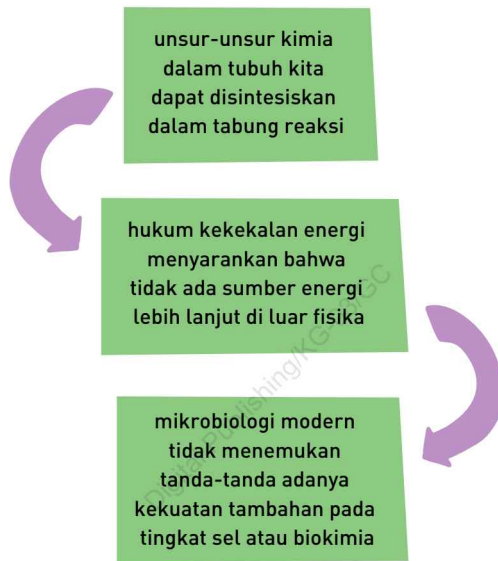 unsur-unsur kimia
dalam tubuh kita
dapat disintesiskan
dalam tabung reaksi
hukum kekekalan energi
menyarankan bahwa
tidak ada sumber energi
lebih lanjut di luar fisika
mikrobiologi modern
tidak menemukan
tanda-tanda adanya
kekuatan tambahan pada
tingkat sel atau biokimia